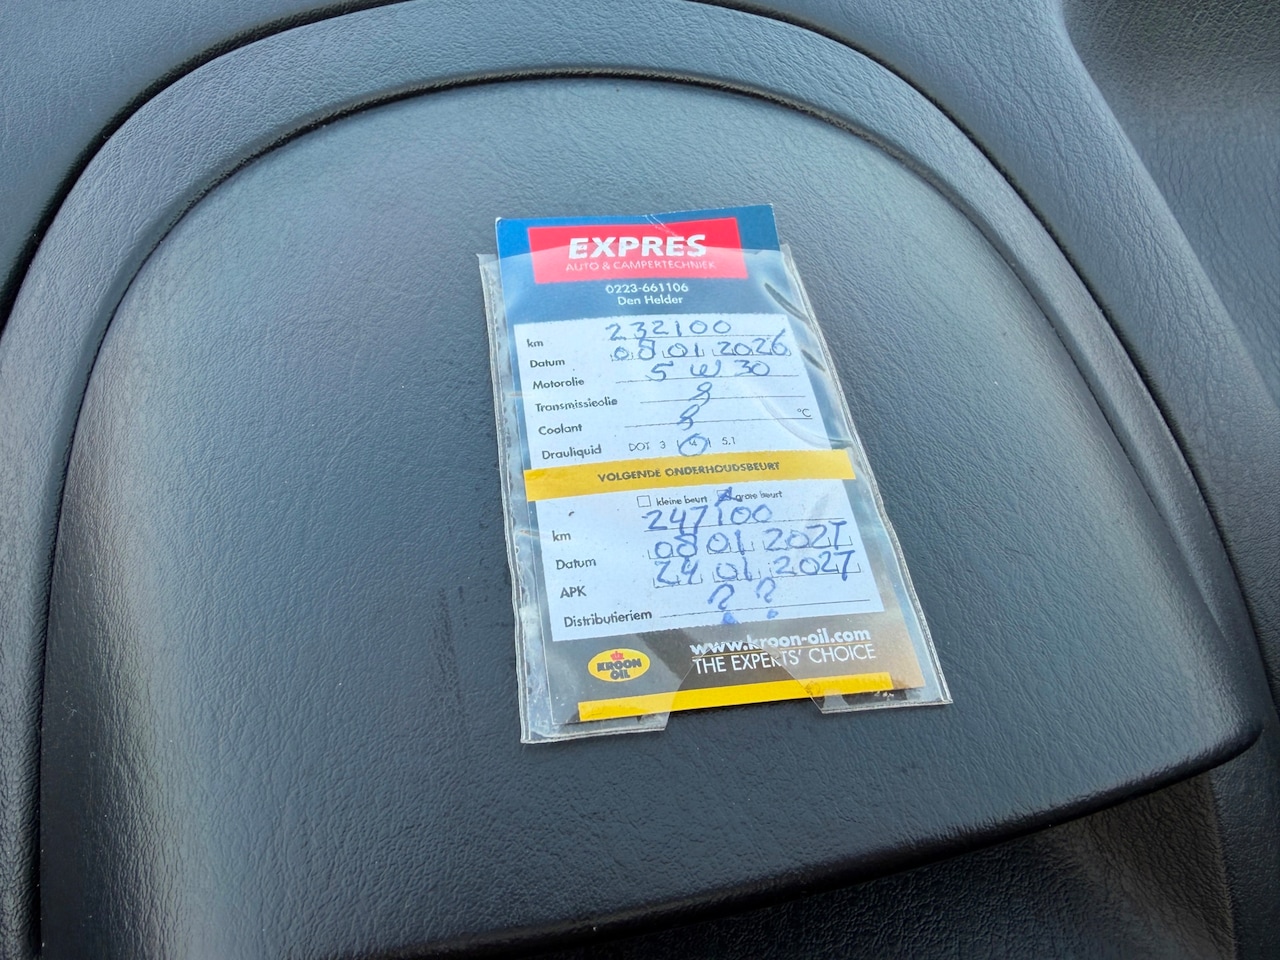 EXPRES
AUTO & CAMPERTECHNIEK
0223-661106
Den Helder
km 232100
Datum 08 01 2026
Motorolie 5 W 30
Transmissieolie
Coolant °C
Drauliquid DOT 3 4 5.1
VOLGENDE ONDERHOUDSBEURT
kleine beurt grote beurt
km 247100
Datum 08 01 2027
APK 24 01 2027
Distributieriem ? ?
KROON OIL
www.kroon-oil.com
THE EXPERTS' CHOICE